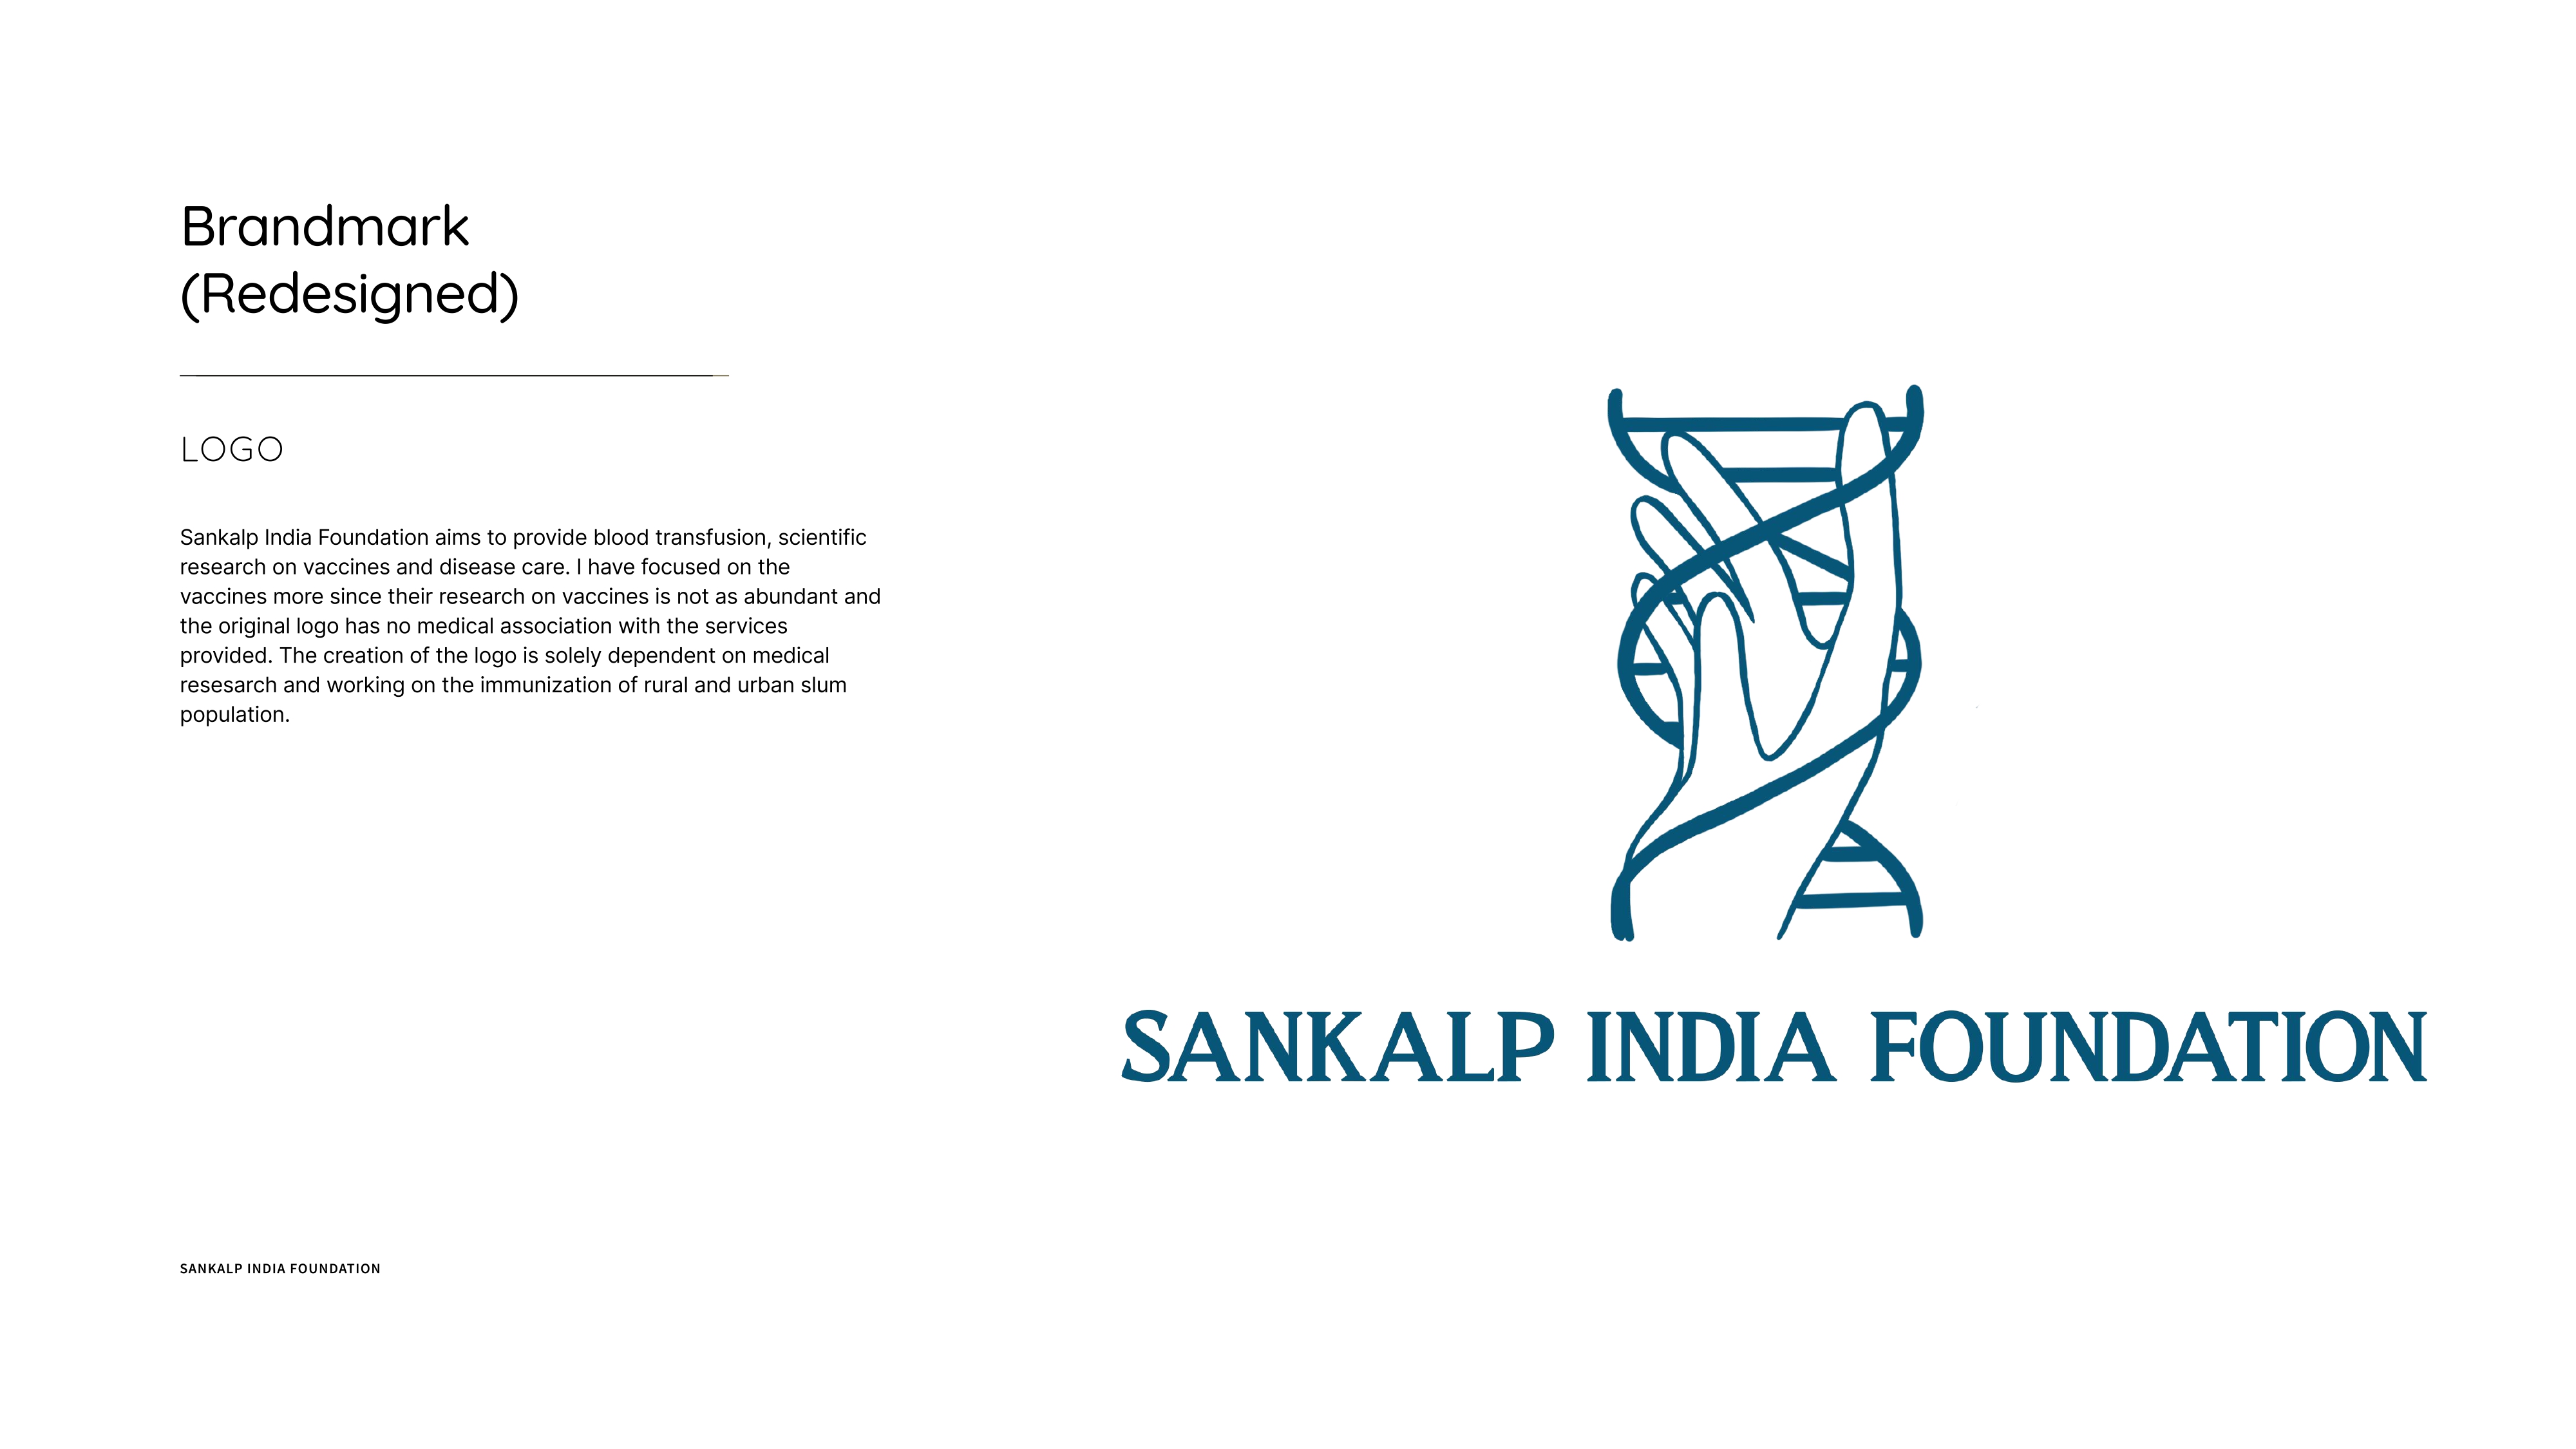 Brandmark
(Redesigned)
LOGO
Sankalp India Foundation aims to provide blood transfusion, scientific
research on vaccines and disease care. I have focused on the
vaccines more since their research on vaccines is not as abundant and
the original logo has no medical association with the services
provided. The creation of the logo is solely dependent on medical
resesarch and working on the immunization of rural and urban slum
population.
SANKALP INDIA FOUNDATION
SANKALP INDIA FOUNDATION